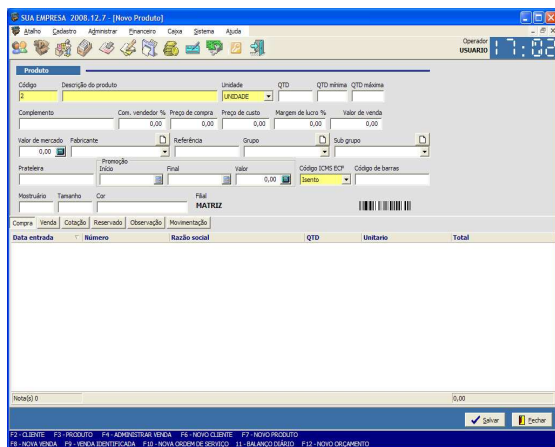 SUA EMPRESA 2008.12.7 - [Novo Produto]
Atalho Cadastro Administrar Financeiro Caixa Sistema Ajuda
Operador
USUARIO
17:02
Produto
Código Descrição do produto Unidade QTD QTD mínima QTD máxima
2 UNIDADE
Complemento Com. vendedor % Preço de compra Preço de custo Margem de lucro % Valor de venda
0,00 0,00 0,00 0,00 0,00
Valor de mercado Fabricante Referência Grupo Sub grupo
0,00
Promoção
Prateleira Início Final Valor Código ICMS ECF Código de barras
0,00 Isento
Mostruário Tamanho Cor Filial
MATRIZ
Compra Venda Cotação Reservado Observação Movimentação
Data entrada Número Razão social QTD Unitario Total
Nota(s) 0 0,00
Salvar Fechar
F2 - CLIENTE F3 - PRODUTO F4 - ADMINISTRAR VENDA F6 - NOVO CLIENTE F7 - NOVO PRODUTO
F8 - NOVA VENDA F9 - VENDA IDENTIFICADA F10 - NOVA ORDEM DE SERVIÇO 11 - BALANÇO DIÁRIO F12 - NOVO ORÇAMENTO